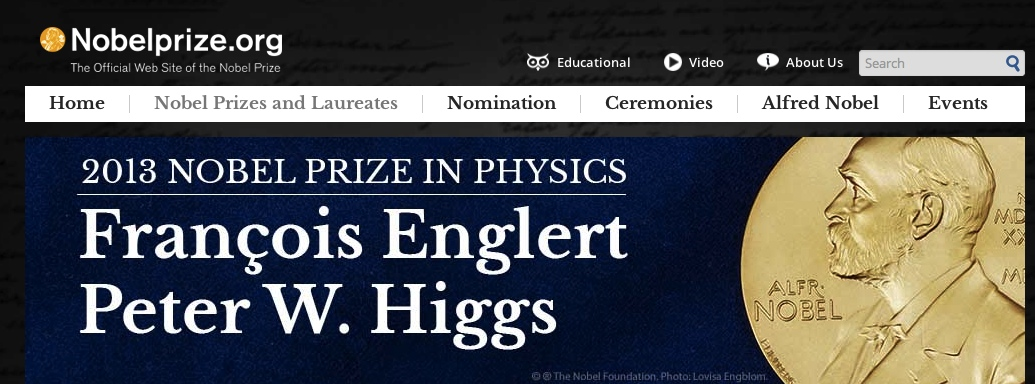 Nobelprize.org
The Official Web Site of the Nobel Prize
Educational Video About Us Search
Home Nobel Prizes and Laureates Nomination Ceremonies Alfred Nobel Events
2013 NOBEL PRIZE IN PHYSICS
François Englert
Peter W. Higgs
ALFR·
NOBEL
© ® The Nobel Foundation. Photo: Lovisa Engblom.